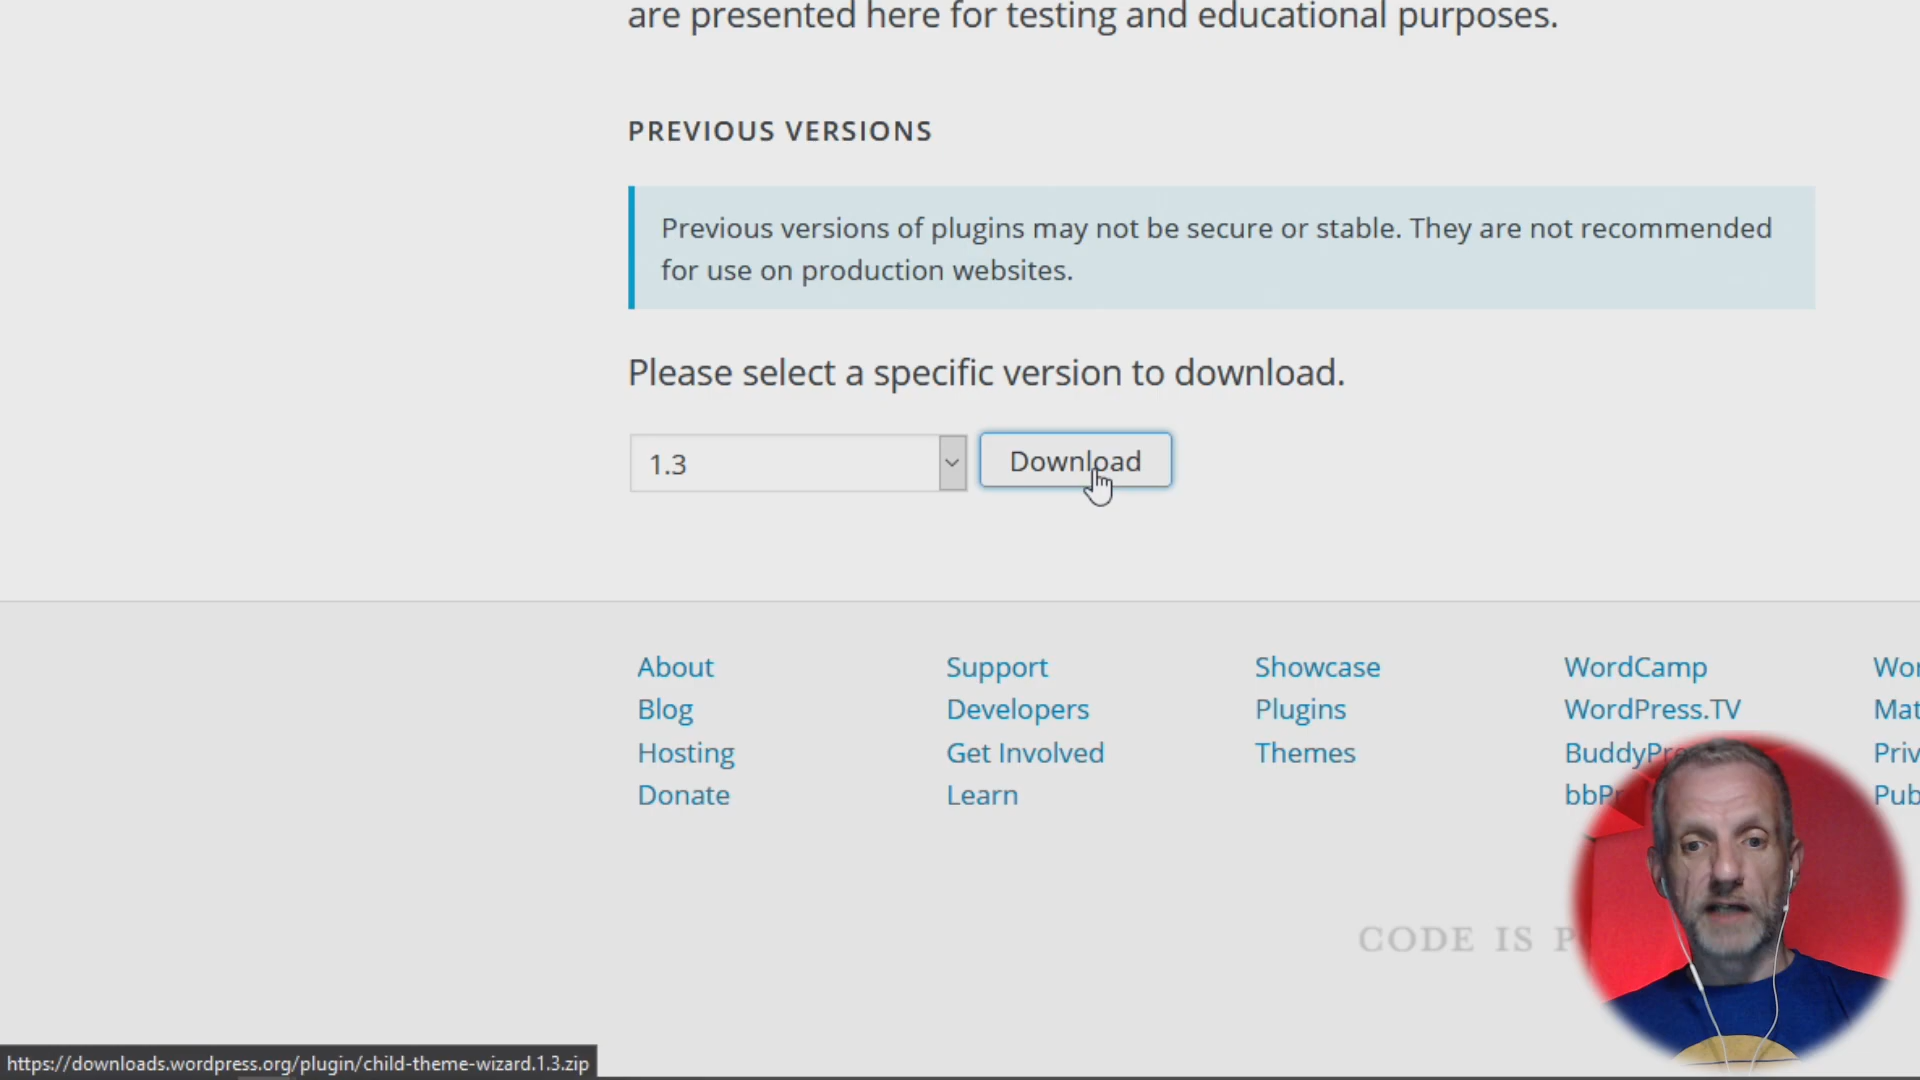 are presented here for testing and educational purposes.
PREVIOUS VERSIONS
Previous versions of plugins may not be secure or stable. They are not recommended
for use on production websites.
Please select a specific version to download.
1.3
Download
About
Blog
Hosting
Donate
Support
Developers
Get Involved
Learn
Showcase
Plugins
Themes
WordCamp
WordPress.TV
CODE IS
https://downloads.wordpress.org/plugin/child-theme-wizard.1.3.zip